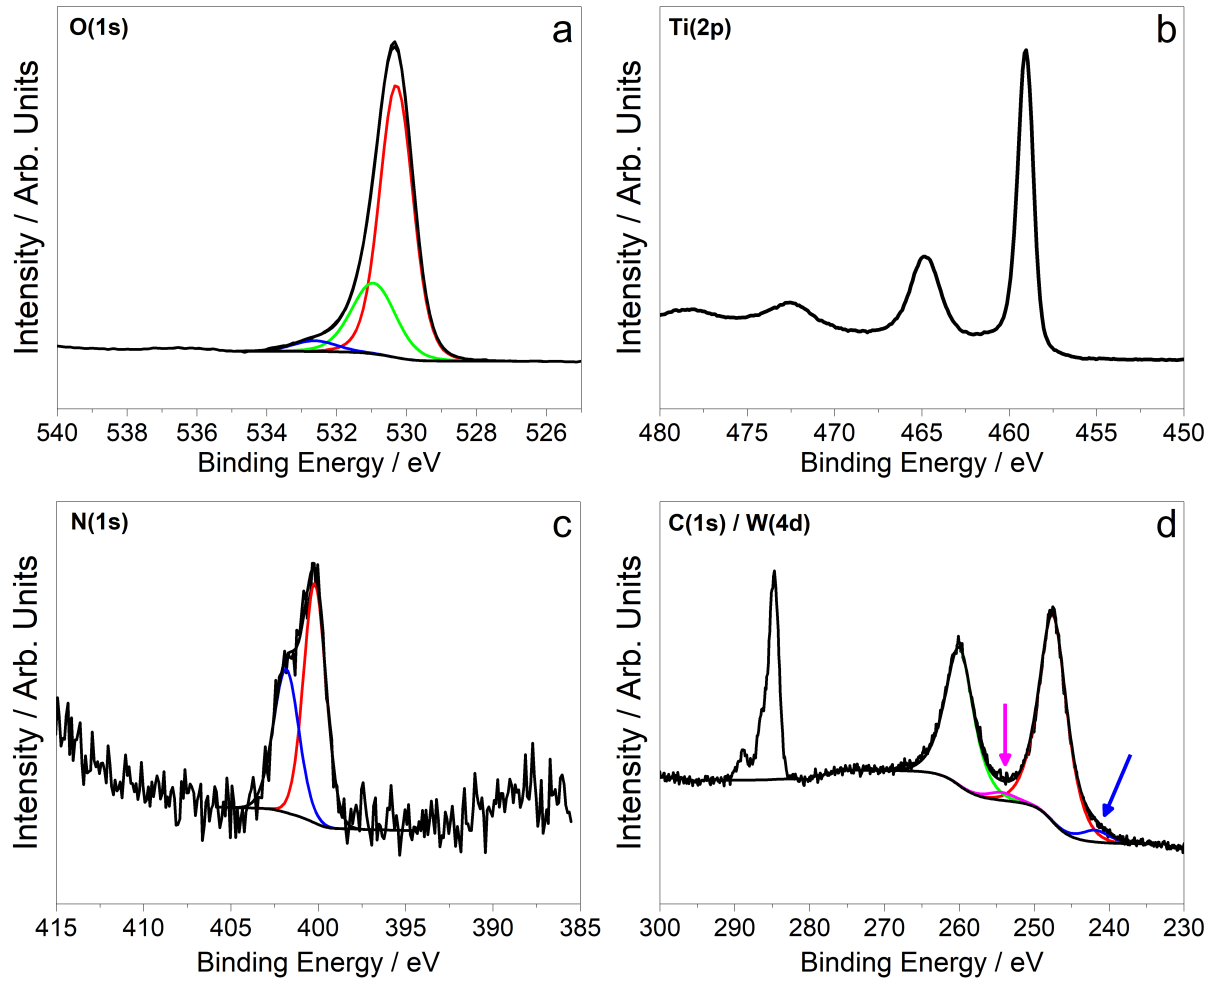 O(1s)
a
Intensity / Arb. Units
540 538 536 534 532 530 528 526
Binding Energy / eV
Ti(2p)
b
Intensity / Arb. Units
480 475 470 465 460 455 450
Binding Energy / eV
N(1s)
c
Intensity / Arb. Units
415 410 405 400 395 390 385
Binding Energy / eV
C(1s) / W(4d)
d
Intensity / Arb. Units
300 290 280 270 260 250 240 230
Binding Energy / eV